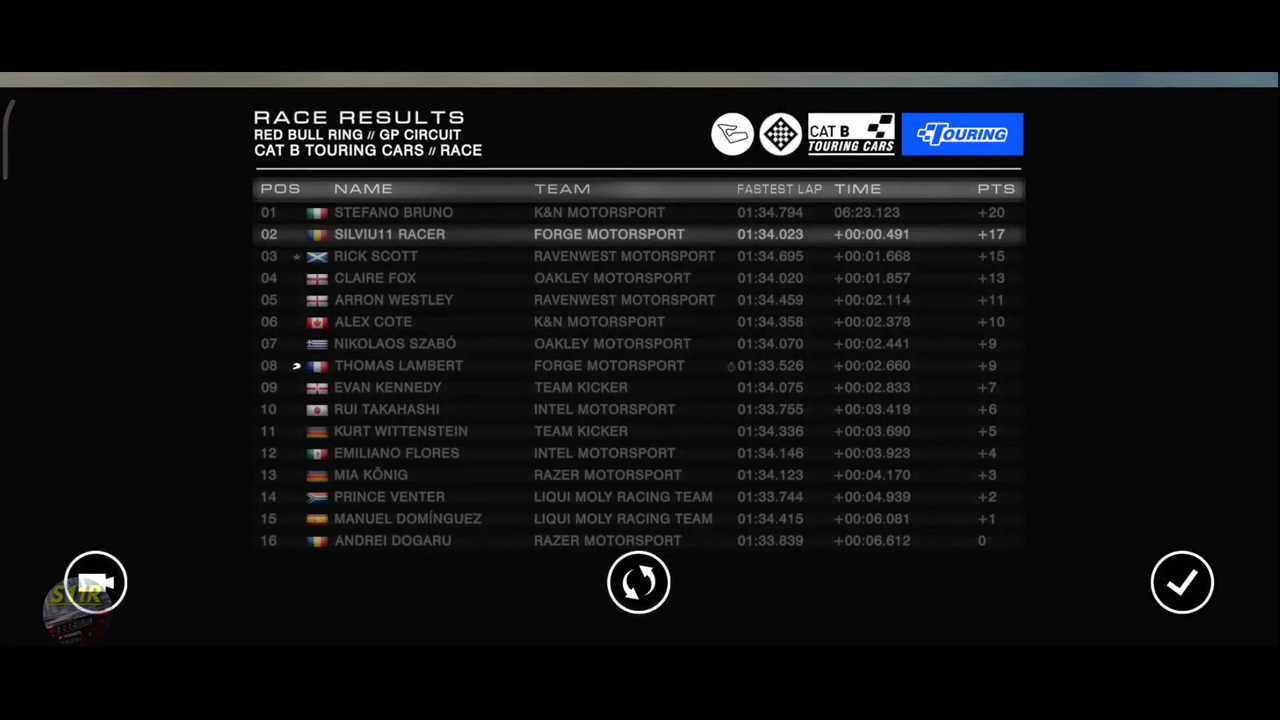 RACE RESULTS
RED BULL RING // GP CIRCUIT
CAT B TOURING CARS // RACE
CAT B
TOURING CARS
TOURING
POS NAME TEAM FASTEST LAP TIME PTS
01 STEFANO BRUNO K&N MOTORSPORT 01:34.794 06:23.123 +20
02 SILVIU11 RACER FORGE MOTORSPORT 01:34.023 +00:00.491 +17
03 RICK SCOTT RAVENWEST MOTORSPORT 01:34.695 +00:01.668 +15
04 CLAIRE FOX OAKLEY MOTORSPORT 01:34.020 +00:01.857 +13
05 ARRON WESTLEY RAVENWEST MOTORSPORT 01:34.459 +00:02.114 +11
06 ALEX COTE K&N MOTORSPORT 01:34.358 +00:02.378 +10
07 NIKOLAOS SZABÓ OAKLEY MOTORSPORT 01:34.070 +00:02.441 +9
08 THOMAS LAMBERT FORGE MOTORSPORT 01:33.526 +00:02.660 +9
09 EVAN KENNEDY TEAM KICKER 01:34.075 +00:02.833 +7
10 RUI TAKAHASHI INTEL MOTORSPORT 01:33.755 +00:03.419 +6
11 KURT WITTENSTEIN TEAM KICKER 01:34.336 +00:03.690 +5
12 EMILIANO FLORES INTEL MOTORSPORT 01:34.146 +00:03.923 +4
13 MIA KÖNIG RAZER MOTORSPORT 01:34.123 +00:04.170 +3
14 PRINCE VENTER LIQUI MOLY RACING TEAM 01:33.744 +00:04.939 +2
15 MANUEL DOMÍNGUEZ LIQUI MOLY RACING TEAM 01:34.415 +00:06.081 +1
16 ANDREI DOGARU RAZER MOTORSPORT 01:33.839 +00:06.612 0
S11R